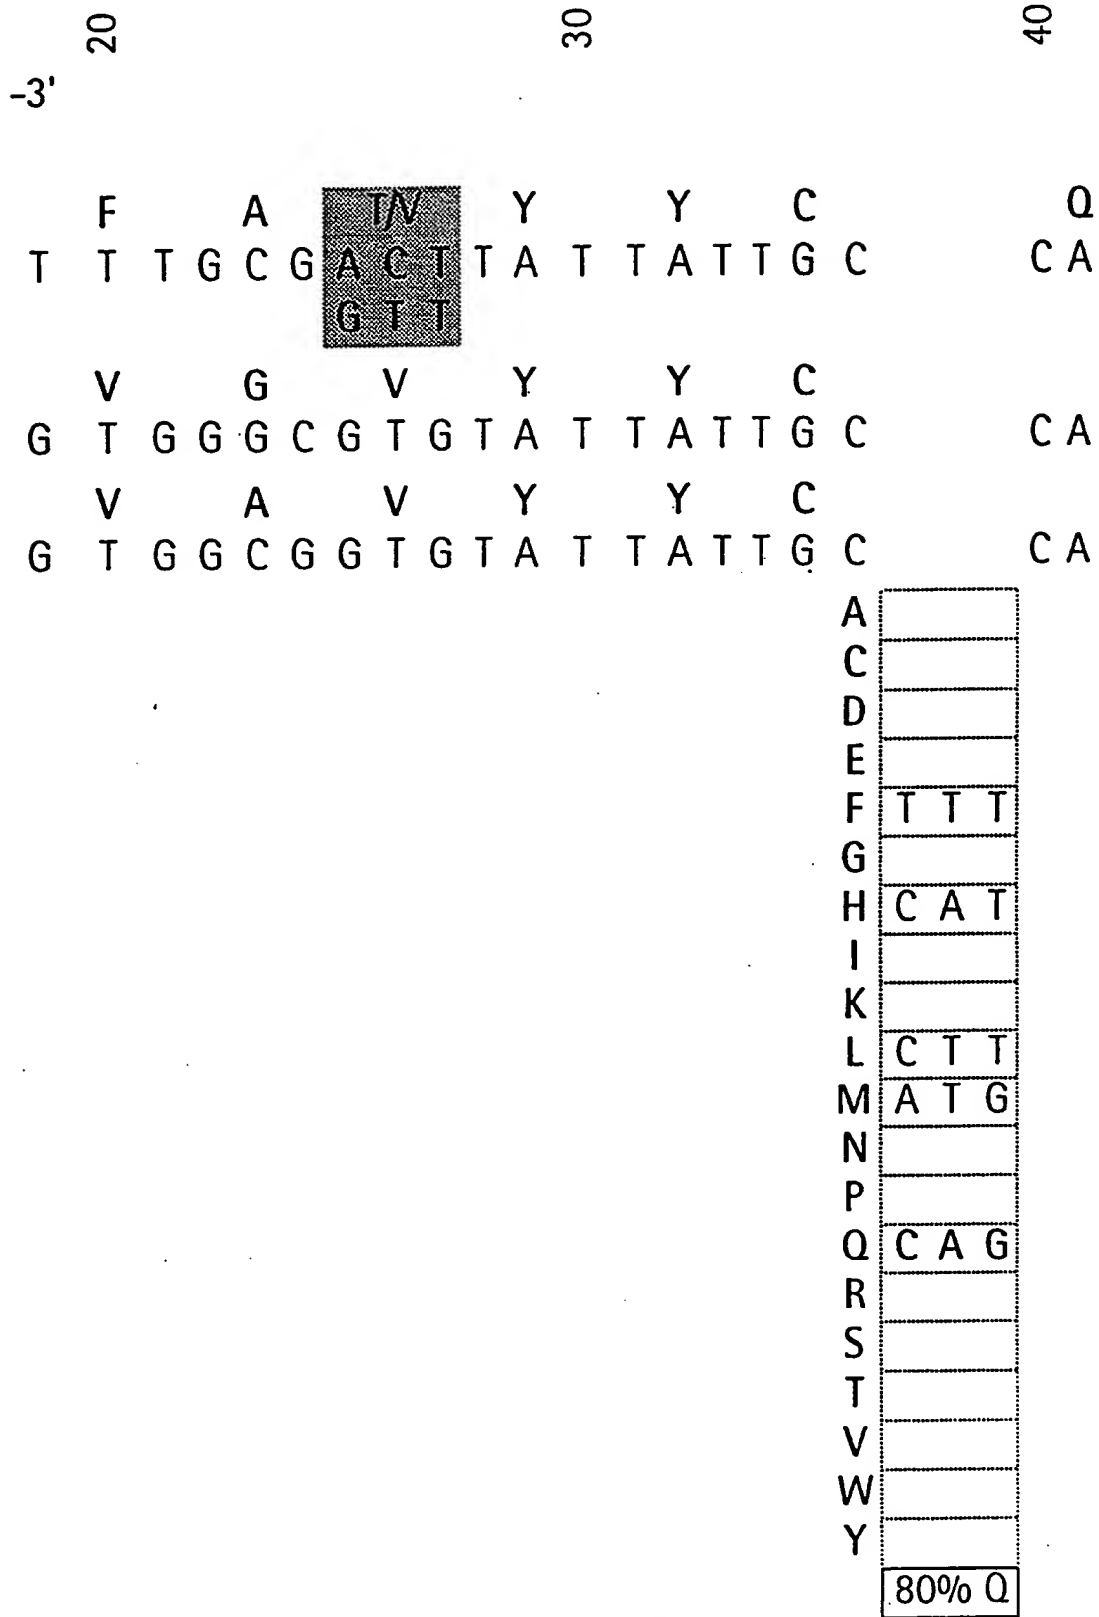 20 30 40
-3'
F A T/V Y Y C Q
T T T G C G A C T T A T T A T T G C C A
G T T
V G V Y Y C
G T G G G C G T G T A T T A T T G C C A
V A V Y Y C
G T G G C G G T G T A T T A T T G C C A
A
C
D
E
F T T T
G
H C A T
I
K
L C T T
M A T G
N
P
Q C A G
R
S
T
V
W
Y
80% Q